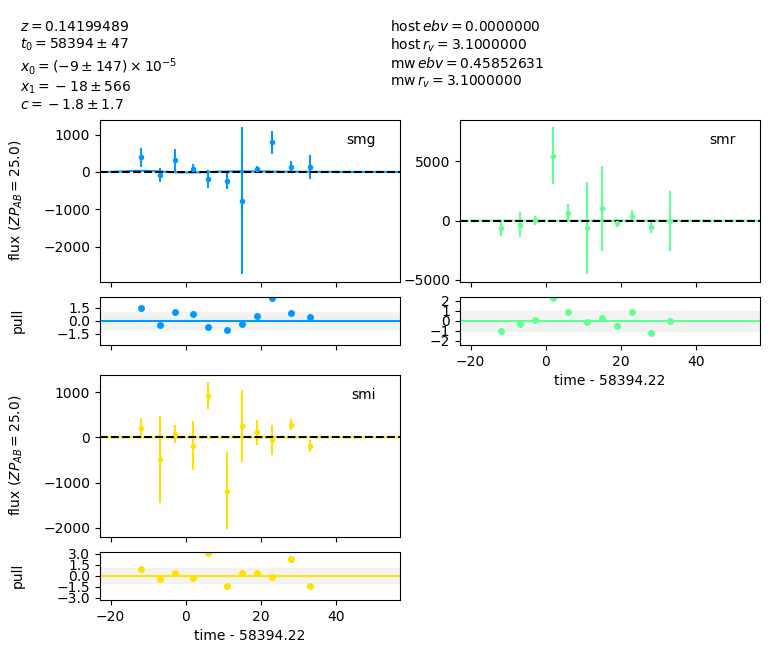 z = 0.14199489
t₀ = 58394 ± 47
x₀ = (−9 ± 147) × 10⁻⁵
x₁ = −18 ± 566
c = −1.8 ± 1.7
host ebv = 0.0000000
host r_v = 3.1000000
mw ebv = 0.45852631
mw r_v = 3.1000000
flux (ZP_AB = 25.0)
1000
0
−1000
−2000
smg
pull
1.5
0.0
−1.5
5000
0
−5000
smr
2
1
0
−1
−2
−20
0
20
40
time - 58394.22
flux (ZP_AB = 25.0)
1000
0
−1000
−2000
smi
pull
3.0
1.5
0.0
−1.5
−3.0
−20
0
20
40
time - 58394.22